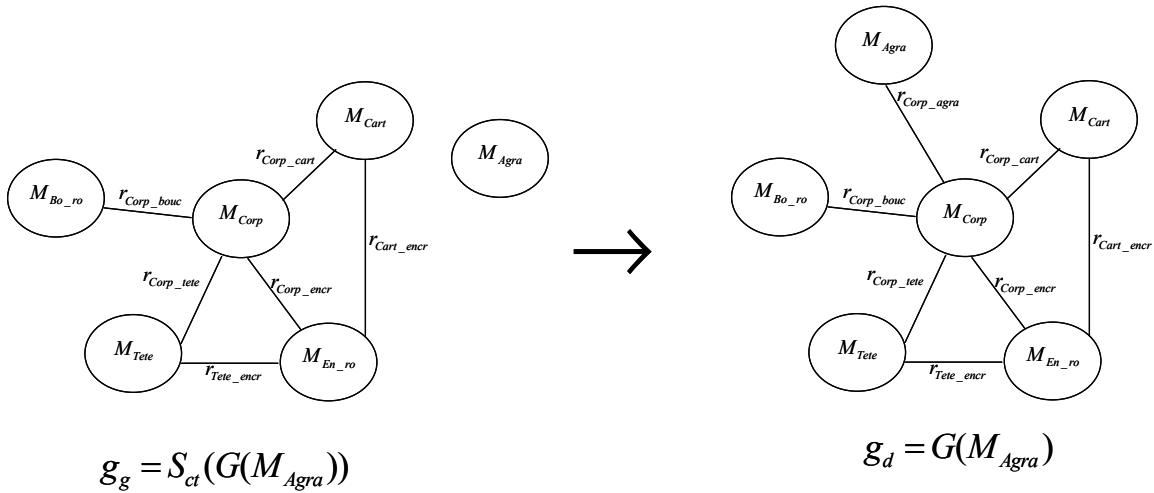 M_Agra
r_Corp_agra
M_Cart
M_Cart
r_Corp_cart
M_Agra
r_Corp_cart
M_Bo_ro
r_Corp_bouc
M_Corp
M_Bo_ro
r_Corp_bouc
M_Corp
r_Cart_encr
r_Cart_encr
r_Corp_tete
r_Corp_encr
r_Corp_tete
r_Corp_encr
M_Tete
M_En_ro
M_Tete
M_En_ro
r_Tete_encr
r_Tete_encr
g_g = S_ct(G(M_Agra))
g_d = G(M_Agra)